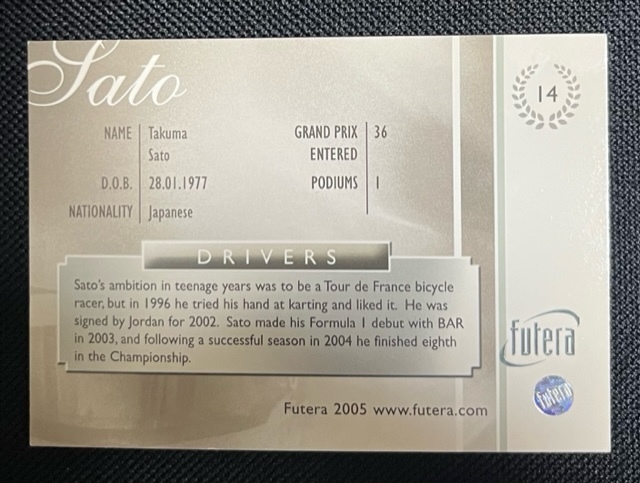 Sato
14
NAME Takuma
Sato
D.O.B. 28.01.1977
NATIONALITY Japanese
GRAND PRIX 36
ENTERED
PODIUMS 1
DRIVERS
Sato's ambition in teenage years was to be a Tour de France bicycle
racer, but in 1996 he tried his hand at karting and liked it. He was
signed by Jordan for 2002. Sato made his Formula 1 debut with BAR
in 2003, and following a successful season in 2004 he finished eighth
in the Championship.
futera
futera
Futera 2005 www.futera.com